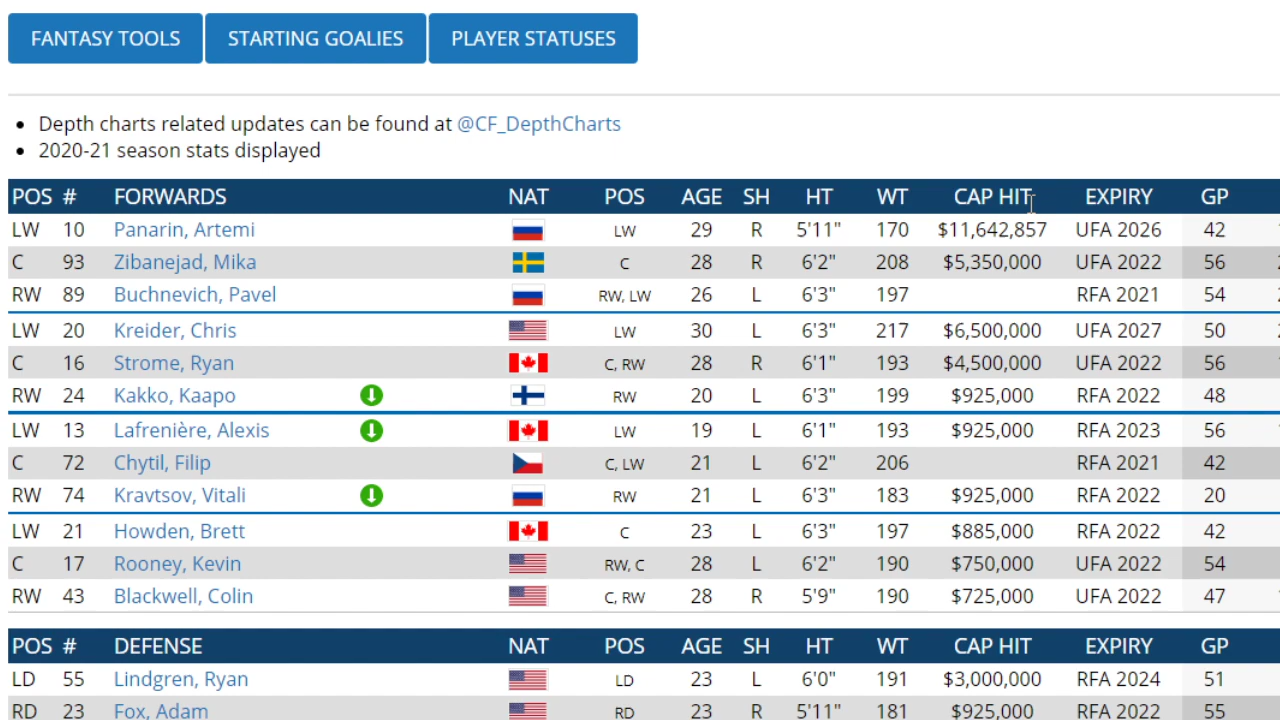 FANTASY TOOLS STARTING GOALIES PLAYER STATUSES
Depth charts related updates can be found at @CF_DepthCharts
2020-21 season stats displayed
POS # FORWARDS NAT POS AGE SH HT WT CAP HIT EXPIRY GP
LW 10 Panarin, Artemi LW 29 R 5'11" 170 $11,642,857 UFA 2026 42
C 93 Zibanejad, Mika C 28 R 6'2" 208 $5,350,000 UFA 2022 56
RW 89 Buchnevich, Pavel RW, LW 26 L 6'3" 197 RFA 2021 54
LW 20 Kreider, Chris LW 30 L 6'3" 217 $6,500,000 UFA 2027 50
C 16 Strome, Ryan C, RW 28 R 6'1" 193 $4,500,000 UFA 2022 56
RW 24 Kakko, Kaapo RW 20 L 6'3" 199 $925,000 RFA 2022 48
LW 13 Lafrenière, Alexis LW 19 L 6'1" 193 $925,000 RFA 2023 56
C 72 Chytil, Filip C, LW 21 L 6'2" 206 RFA 2021 42
RW 74 Kravtsov, Vitali RW 21 L 6'3" 183 $925,000 RFA 2022 20
LW 21 Howden, Brett C 23 L 6'3" 197 $885,000 RFA 2022 42
C 17 Rooney, Kevin RW, C 28 L 6'2" 190 $750,000 UFA 2022 54
RW 43 Blackwell, Colin C, RW 28 R 5'9" 190 $725,000 UFA 2022 47
POS # DEFENSE NAT POS AGE SH HT WT CAP HIT EXPIRY GP
LD 55 Lindgren, Ryan LD 23 L 6'0" 191 $3,000,000 RFA 2024 51
RD 23 Fox, Adam RD 23 R 5'11" 181 $925,000 RFA 2022 55